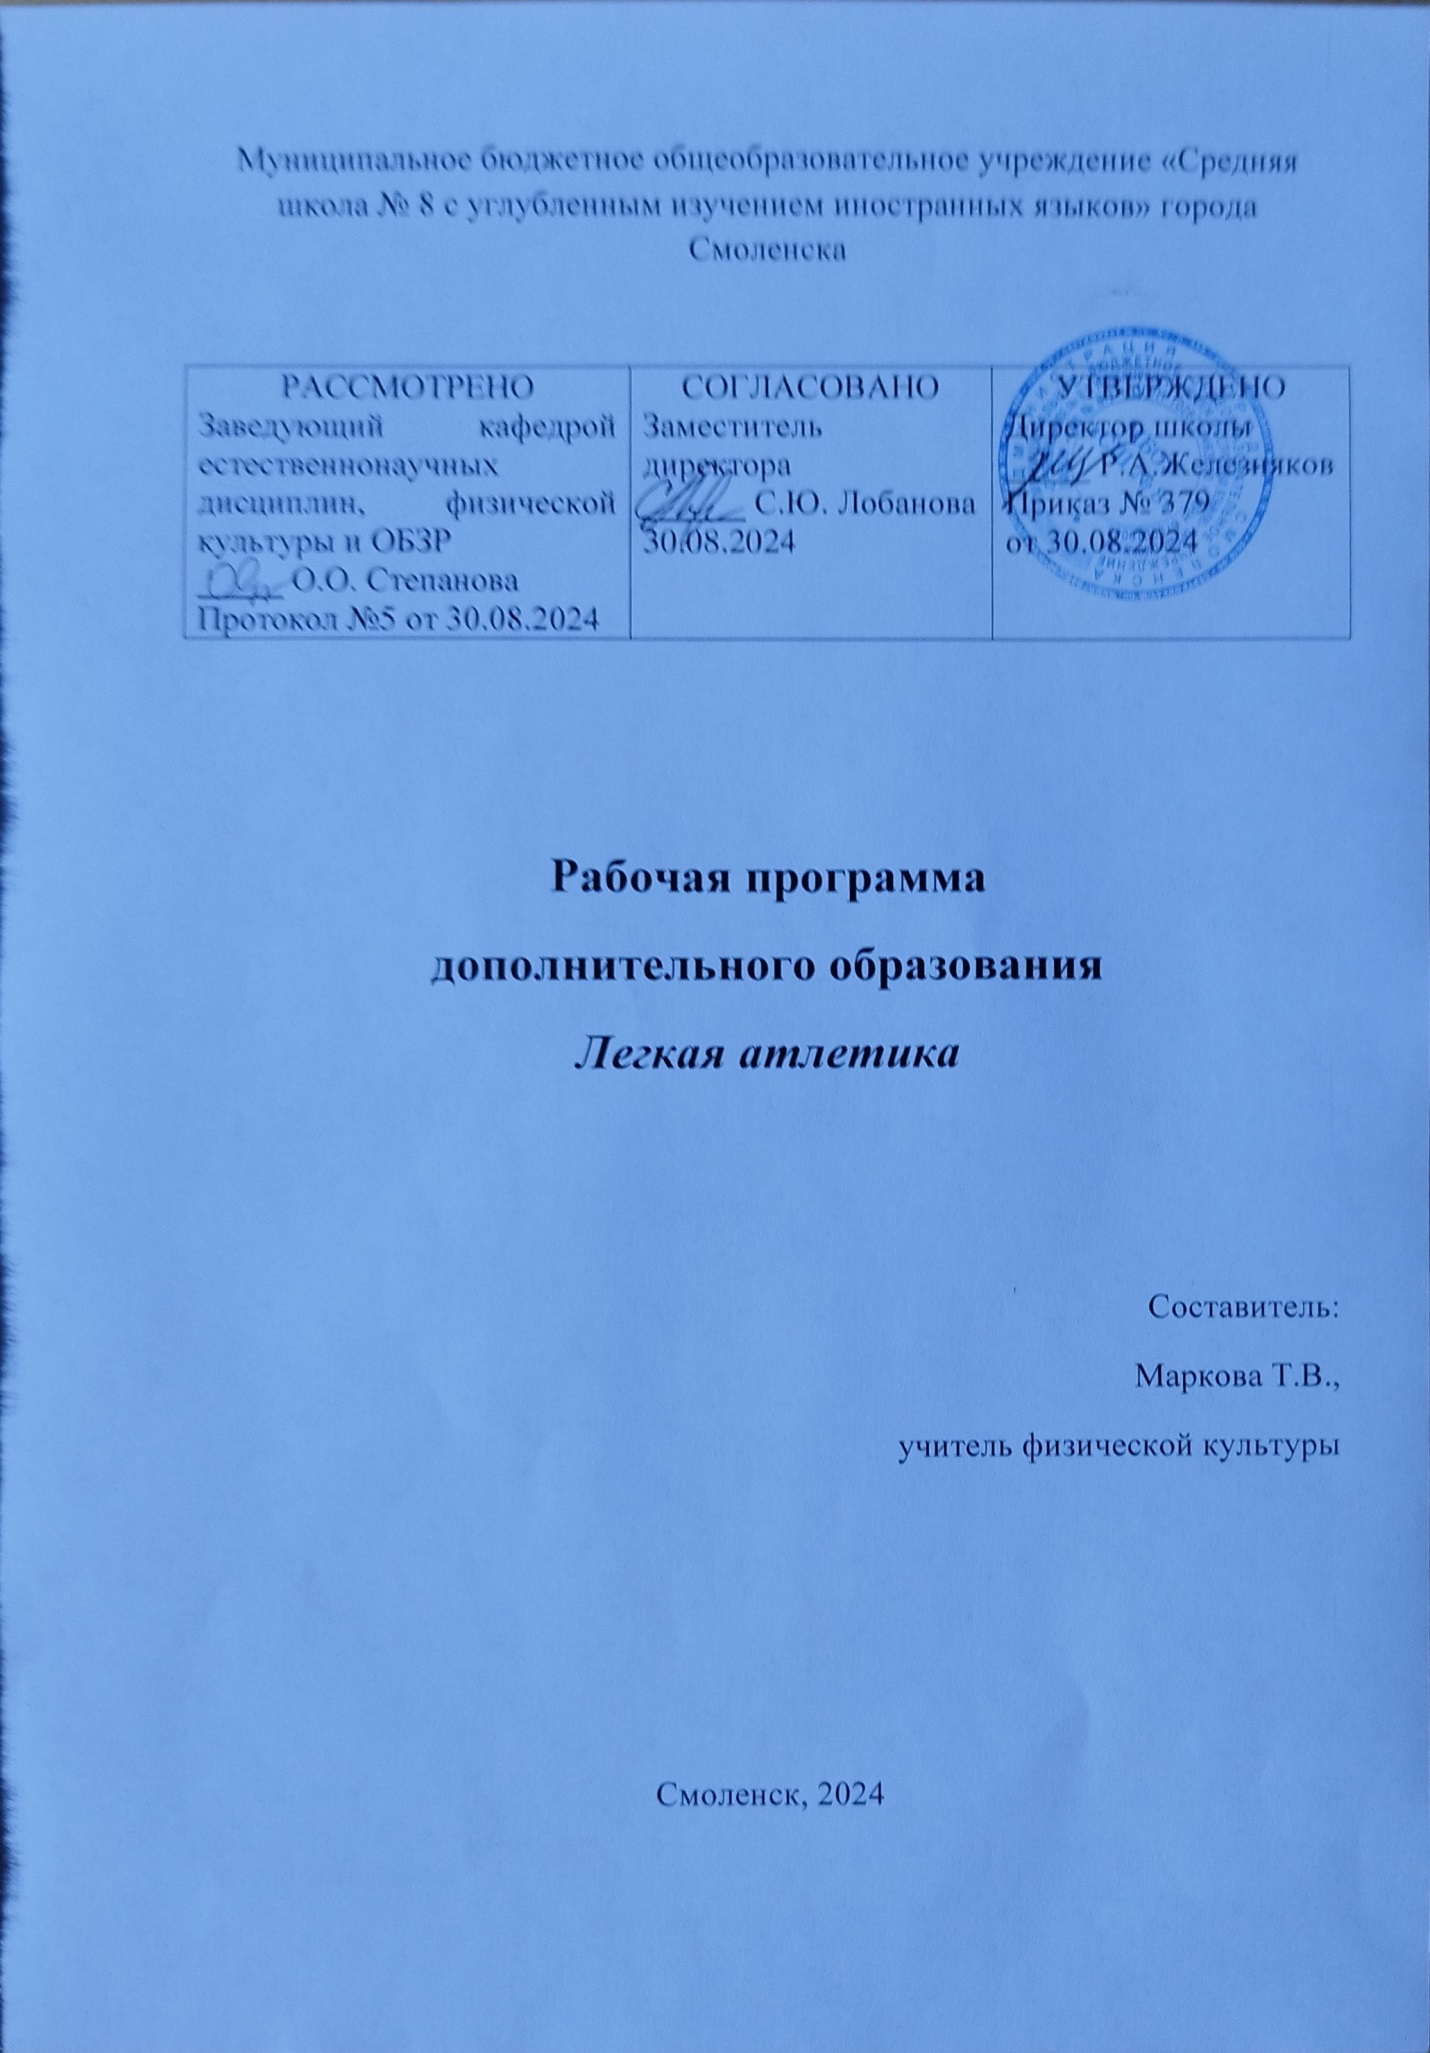 Муниципальное бюджетное общеобразовательное учреждение «Средняя
школа № 8 с углубленным изучением иностранных языков» города
Смоленска
РАССМОТРЕНО
Заведующий кафедрой
естественнонаучных
дисциплин, физической
культуры и ОБЗР
О.О. Степанова
Протокол №5 от 30.08.2024
СОГЛАСОВАНО
Заместитель
директора
С.Ю. Лобанова
30.08.2024
УТВЕРЖДЕНО
Директор школы
Р.А.Железняков
Приказ № 379
от 30.08.2024
Рабочая программа
дополнительного образования
Легкая атлетика
Составитель:
Маркова Т.В.,
учитель физической культуры
Смоленск, 2024